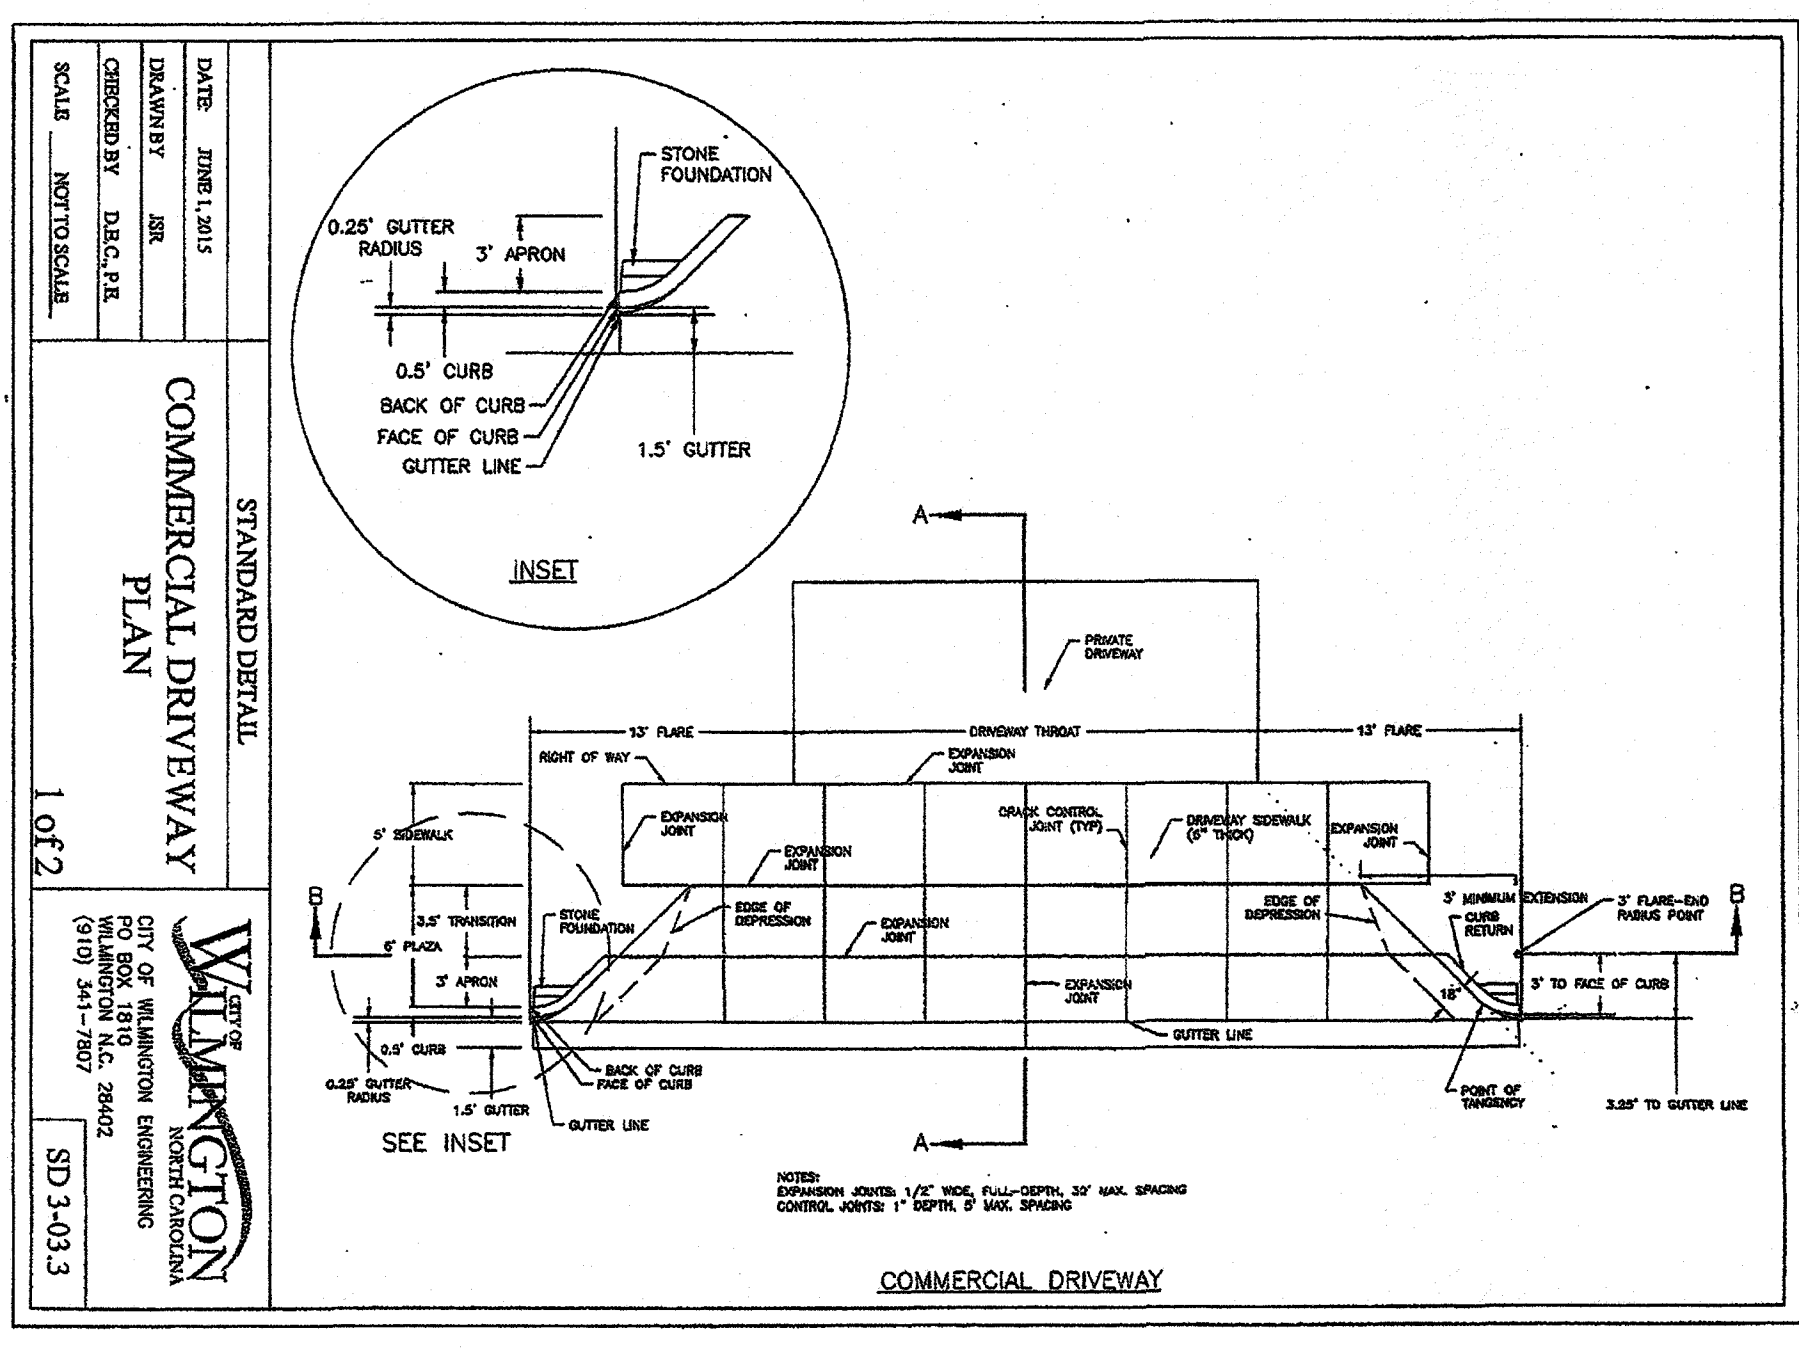 DATE: JUNE 1, 2015
DRAWN BY JSR
CHECKED BY D.E.C., P.E.
SCALE NOT TO SCALE
STANDARD DETAIL
COMMERCIAL DRIVEWAY
PLAN
1 of 2
CITY OF
WILMINGTON
NORTH CAROLINA
CITY OF WILMINGTON ENGINEERING
PO BOX 1810
WILMINGTON N.C. 28402
(910) 341-7807
SD 3-03.3
STONE
FOUNDATION
0.25' GUTTER
RADIUS
3' APRON
0.5' CURB
BACK OF CURB
FACE OF CURB
GUTTER LINE
1.5' GUTTER
INSET
A
PRIVATE
DRIVEWAY
13' FLARE
DRIVEWAY THROAT
13' FLARE
RIGHT OF WAY
EXPANSION
JOINT
5' SIDEWALK
EXPANSION
JOINT
CRACK CONTROL
JOINT (TYP)
DRIVEWAY SIDEWALK
(6" THICK)
EXPANSION
JOINT
EXPANSION
JOINT
B
3.5' TRANSITION
6' PLAZA
3' APRON
STONE
FOUNDATION
EDGE OF
DEPRESSION
EXPANSION
JOINT
EDGE OF
DEPRESSION
3' MINIMUM EXTENSION
CURB
RETURN
3' FLARE-END
RADIUS POINT
B
EXPANSION
JOINT
18"
3' TO FACE OF CURB
GUTTER LINE
0.5' CURB
0.25' GUTTER
RADIUS
1.5' GUTTER
BACK OF CURB
FACE OF CURB
GUTTER LINE
POINT OF
TANGENCY
3.25' TO GUTTER LINE
SEE INSET
A
NOTES:
EXPANSION JOINTS: 1/2" WIDE, FULL-DEPTH, MAX. SPACING
CONTROL JOINTS: 1" DEPTH, 5' MAX. SPACING
COMMERCIAL DRIVEWAY